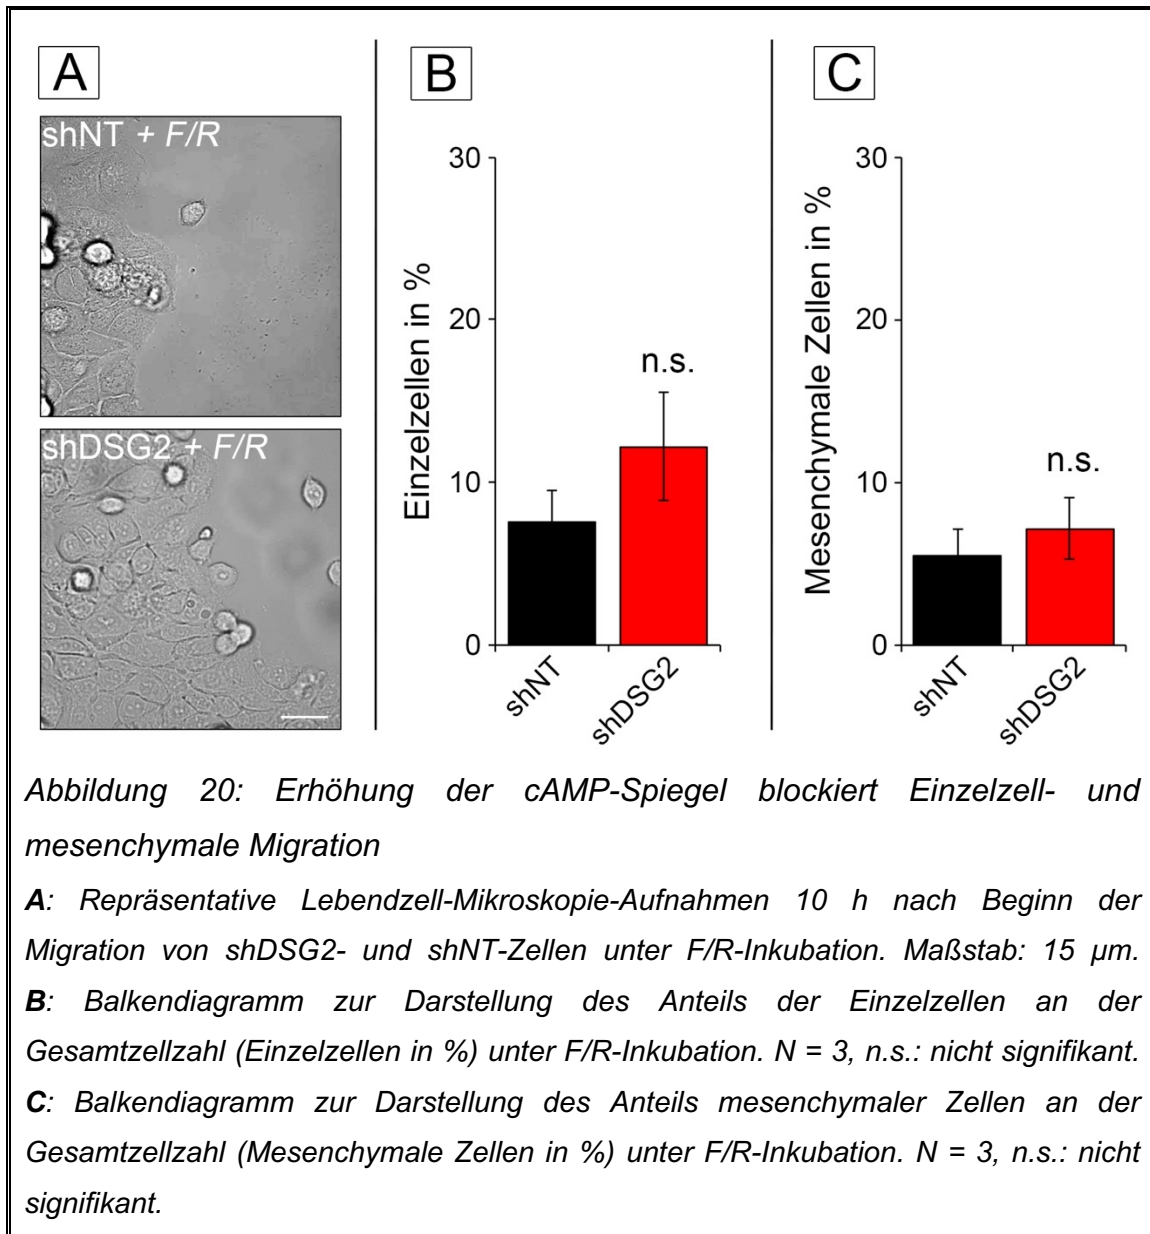 A
shNT + F/R
shDSG2 + F/R
B
Einzelzellen in %
30
20
10
0
n.s.
shNT
shDSG2
C
Mesenchymale Zellen in %
30
20
10
0
n.s.
shNT
shDSG2
Abbildung 20: Erhöhung der cAMP-Spiegel blockiert Einzelzell- und
mesenchymale Migration
A: Repräsentative Lebendzell-Mikroskopie-Aufnahmen 10 h nach Beginn der
Migration von shDSG2- und shNT-Zellen unter F/R-Inkubation. Maßstab: 15 µm.
B: Balkendiagramm zur Darstellung des Anteils der Einzelzellen an der
Gesamtzellzahl (Einzelzellen in %) unter F/R-Inkubation. N = 3, n.s.: nicht signifikant.
C: Balkendiagramm zur Darstellung des Anteils mesenchymaler Zellen an der
Gesamtzellzahl (Mesenchymale Zellen in %) unter F/R-Inkubation. N = 3, n.s.: nicht
signifikant.